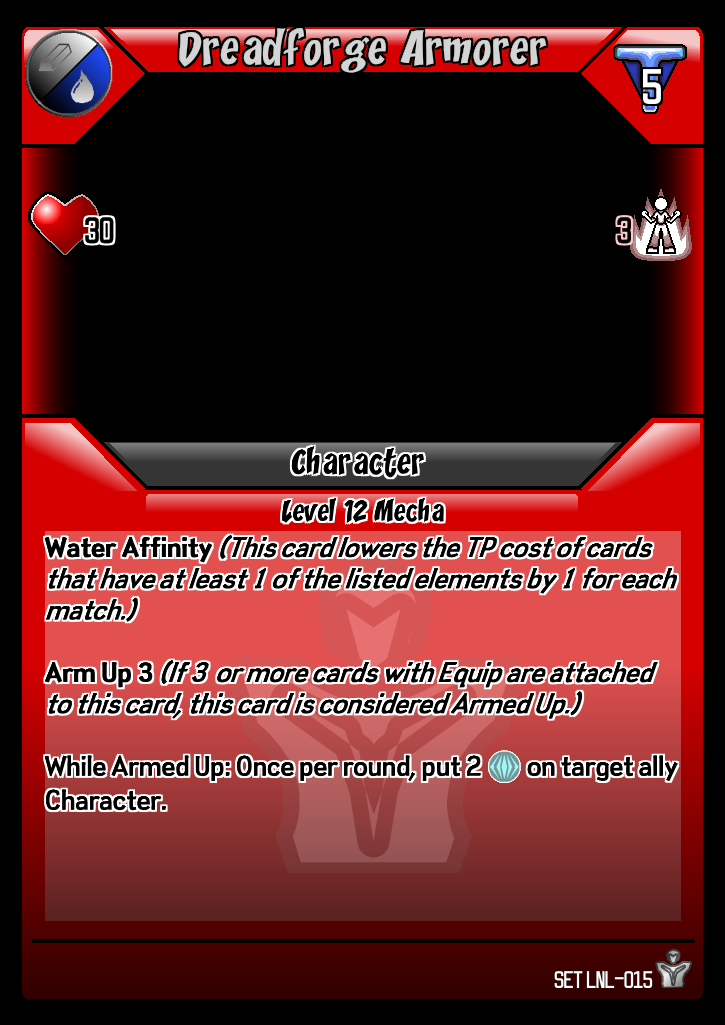 Dreadforge Armorer
5
30
3
Character
Level 12 Mecha
Water Affinity (This card lowers the TP cost of cards
that have at least 1 of the listed elements by 1 for each
match.)
Arm Up 3 (If 3 or more cards with Equip are attached
to this card, this card is considered Armed Up.)
While Armed Up: Once per round, put 2 on target ally
Character.
SET LNL-015